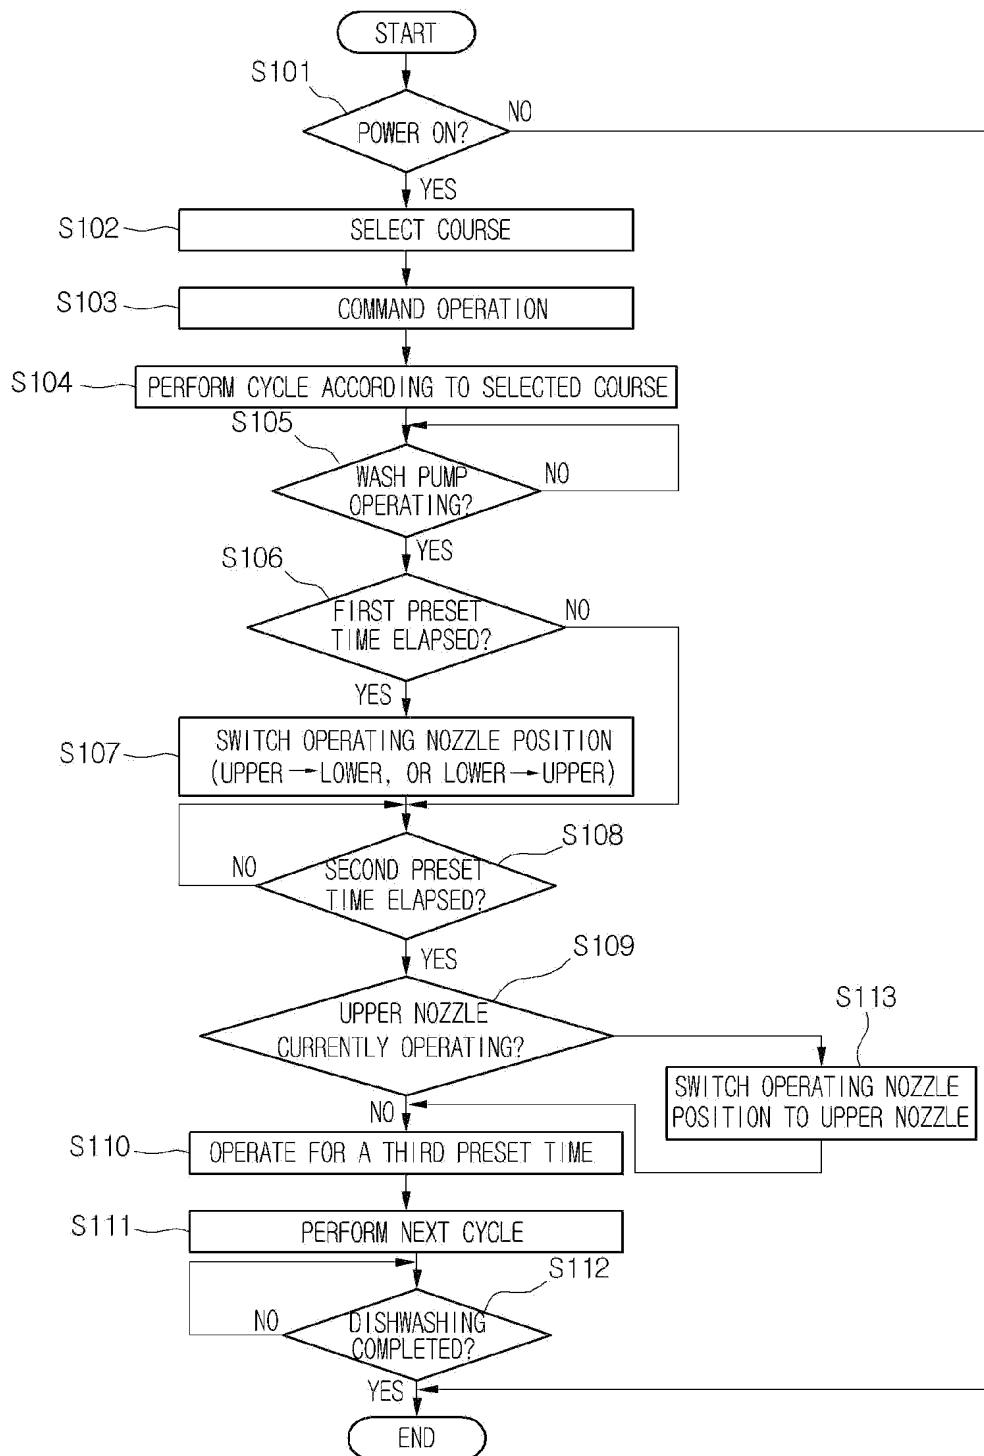 START
S101
NO
POWER ON?
YES
S102
SELECT COURSE
S103
COMMAND OPERATION
S104
PERFORM CYCLE ACCORDING TO SELECTED COURSE
S105
WASH PUMP
OPERATING?
NO
YES
S106
FIRST PRESET
TIME ELAPSED?
NO
YES
S107
SWITCH OPERATING NOZZLE POSITION
(UPPER→LOWER, OR LOWER→UPPER)
S108
NO
SECOND PRESET
TIME ELAPSED?
YES
S109
UPPER NOZZLE
CURRENTLY OPERATING?
S113
SWITCH OPERATING NOZZLE
POSITION TO UPPER NOZZLE
NO
S110
OPERATE FOR A THIRD PRESET TIME
S111
PERFORM NEXT CYCLE
S112
NO
DISHWASHING
COMPLETED?
YES
END